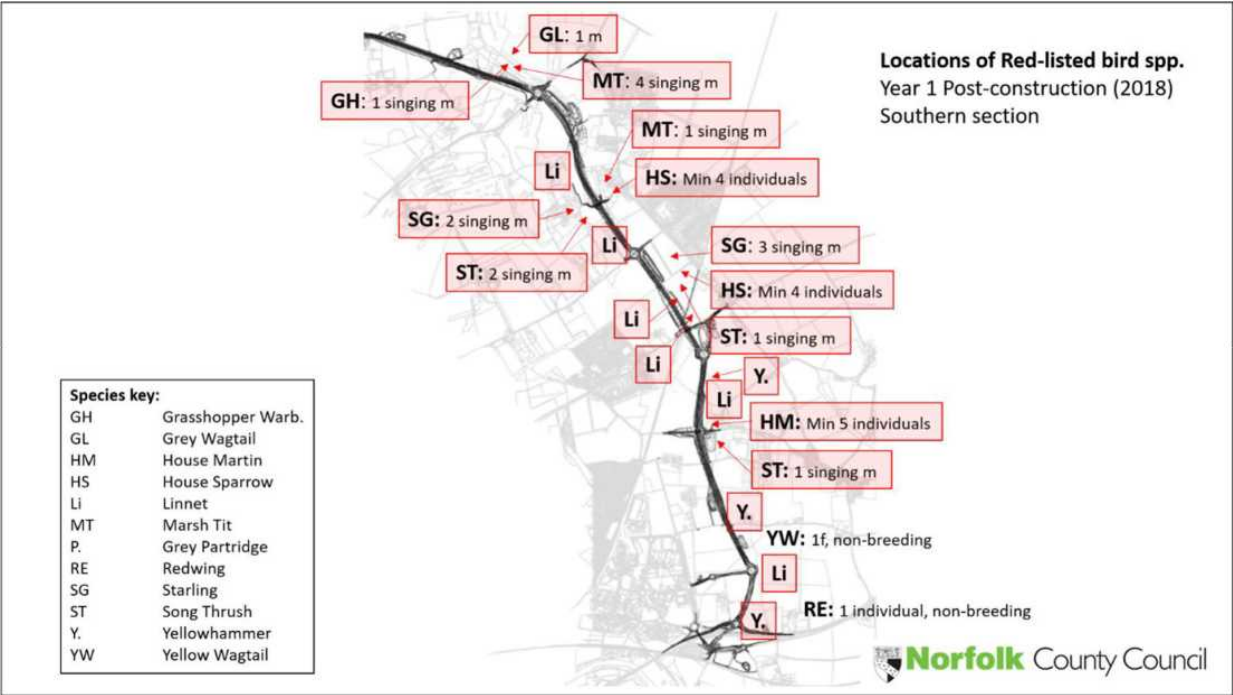 Locations of Red-listed bird spp.
Year 1 Post-construction (2018)
Southern section
GL: 1 m
MT: 4 singing m
GH: 1 singing m
MT: 1 singing m
Li
HS: Min 4 individuals
SG: 2 singing m
Li
SG: 3 singing m
ST: 2 singing m
HS: Min 4 individuals
Li
ST: 1 singing m
Li
Y.
Li
HM: Min 5 individuals
ST: 1 singing m
Y.
YW: 1f, non-breeding
Li
RE: 1 individual, non-breeding
Y.
Species key:
GH Grasshopper Warb.
GL Grey Wagtail
HM House Martin
HS House Sparrow
Li Linnet
MT Marsh Tit
P. Grey Partridge
RE Redwing
SG Starling
ST Song Thrush
Y. Yellowhammer
YW Yellow Wagtail
Norfolk County Council